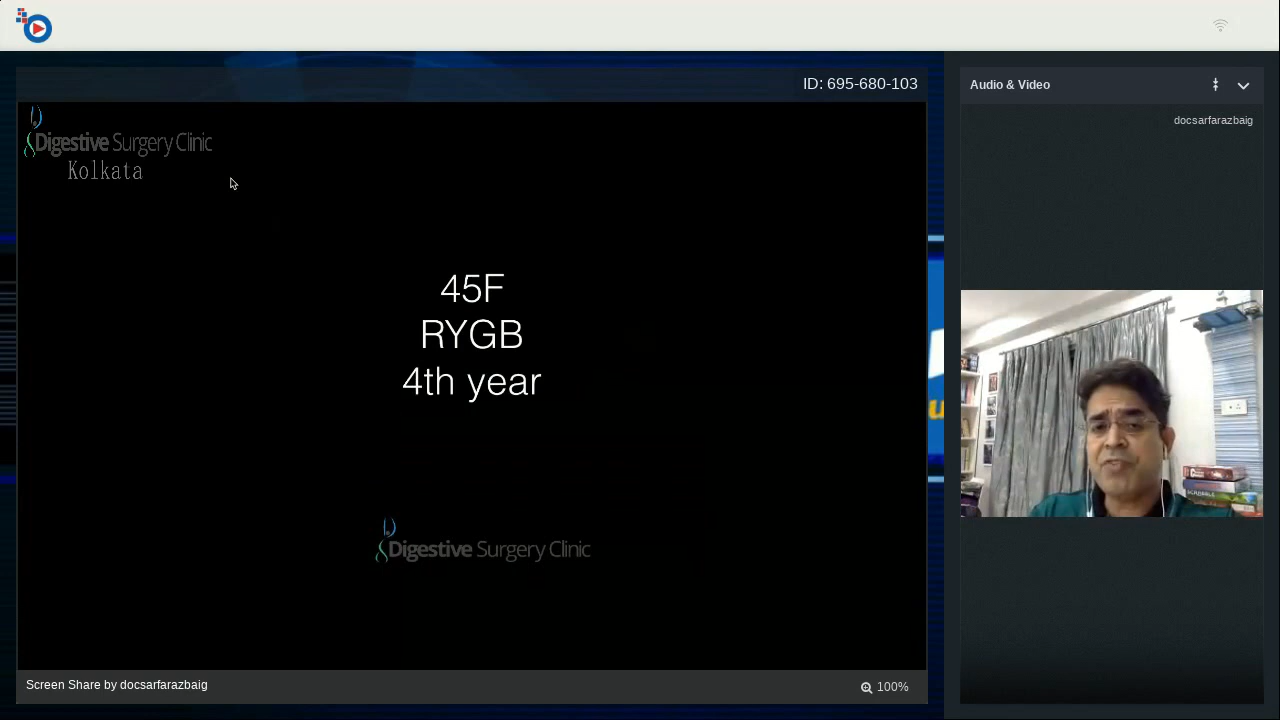 ID: 695-680-103
Audio & Video
docsarfarazbaig
Digestive Surgery Clinic
Kolkata
45F
RYGB
4th year
Digestive Surgery Clinic
SCRABBLE
Screen Share by docsarfarazbaig
100%